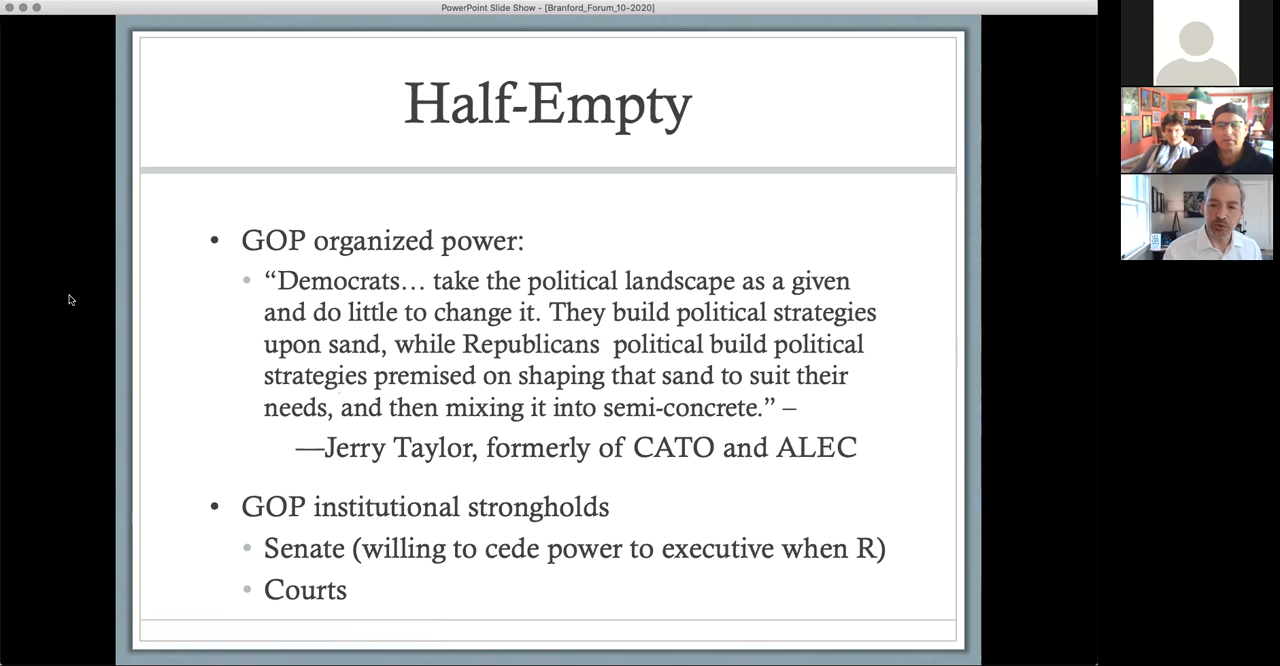 PowerPoint Slide Show - [Branford_Forum_10-2020]
Half-Empty
• GOP organized power:
• “Democrats… take the political landscape as a given
and do little to change it. They build political strategies
upon sand, while Republicans  political build political
strategies premised on shaping that sand to suit their
needs, and then mixing it into semi-concrete.” –
—Jerry Taylor, formerly of CATO and ALEC
• GOP institutional strongholds
• Senate (willing to cede power to executive when R)
• Courts